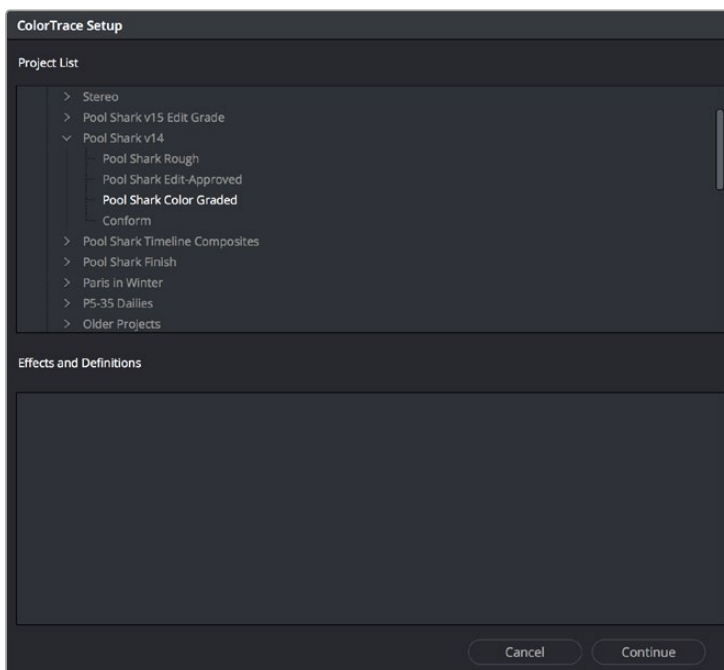 ColorTrace Setup
Project List
Stereo
Pool Shark v15 Edit Grade
Pool Shark v14
Pool Shark Rough
Pool Shark Edit-Approved
Pool Shark Color Graded
Conform
Pool Shark Timeline Composites
Pool Shark Finish
Paris in Winter
P5-35 Dailies
Older Projects
Effects and Definitions
Cancel Continue